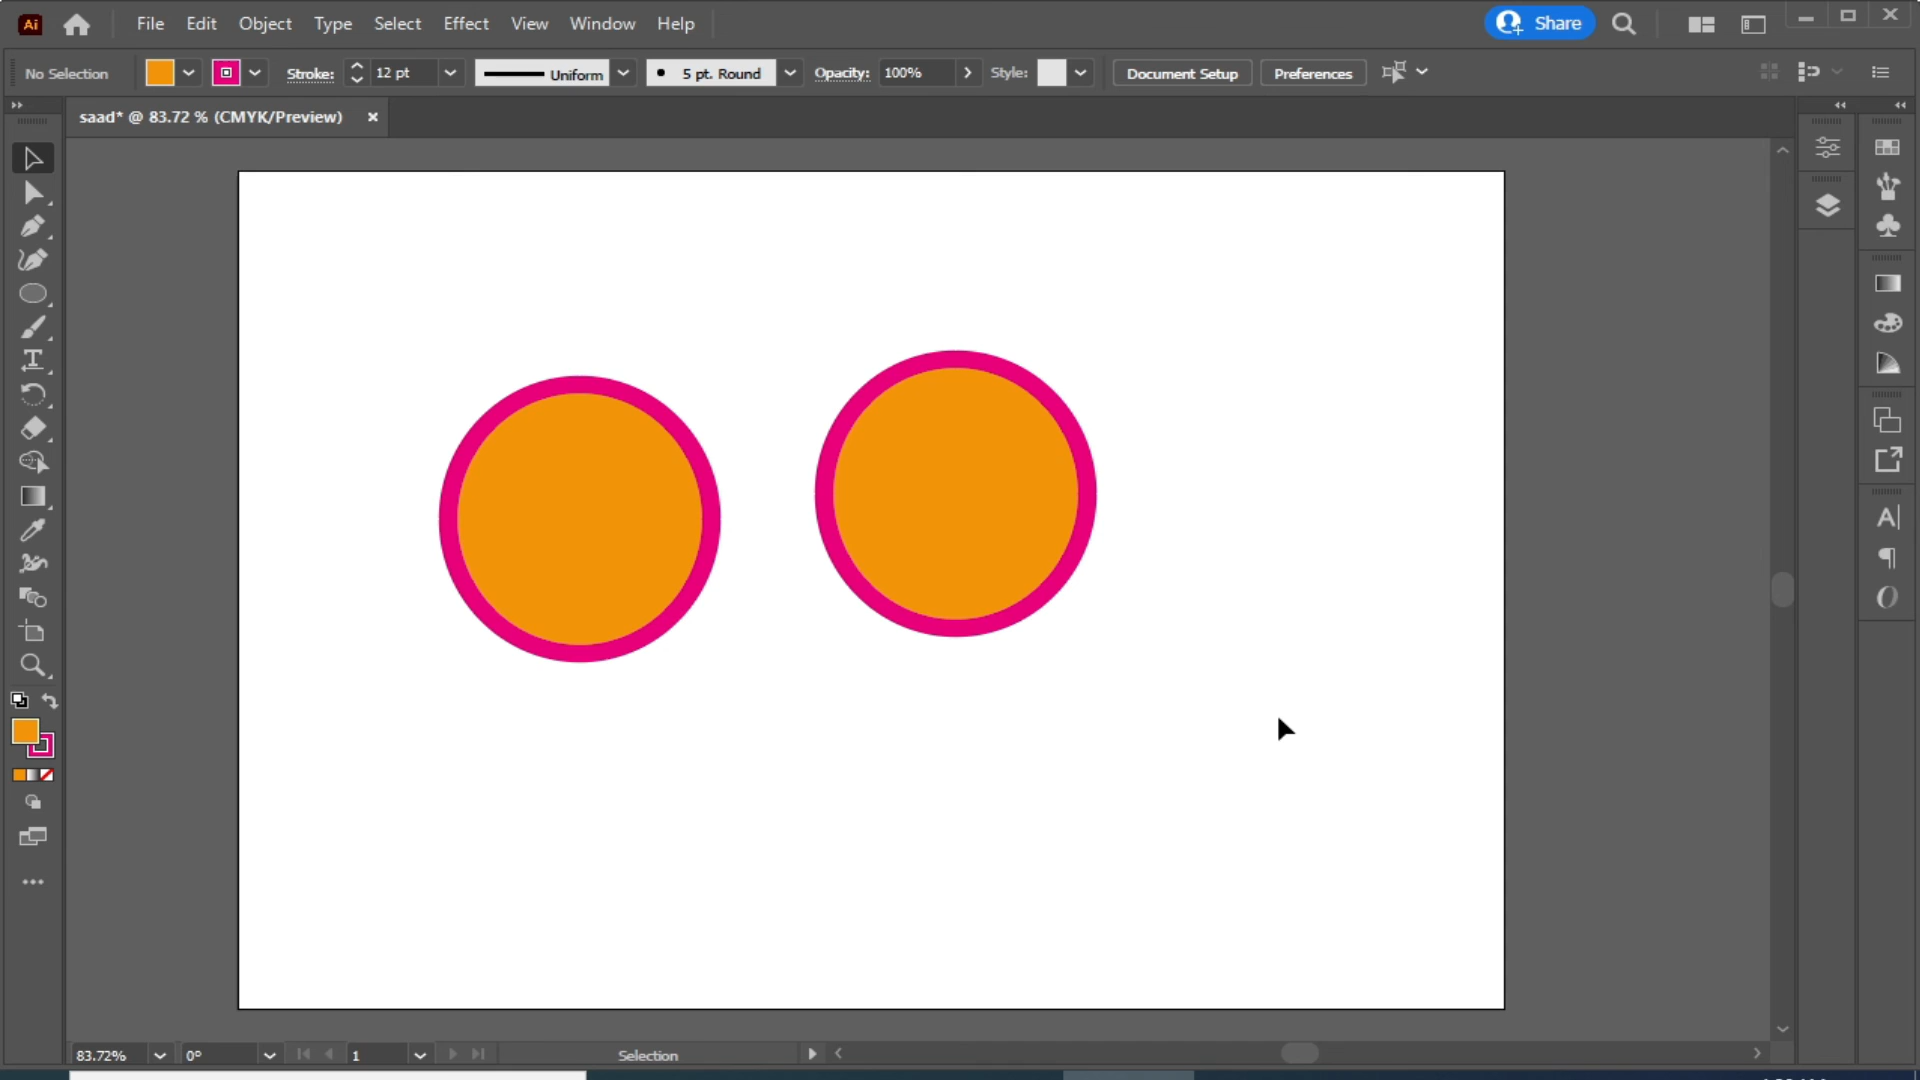 Ai File Edit Object Type Select Effect View Window Help Share
No Selection Stroke: 12 pt Uniform 5 pt. Round Opacity: 100% Style: Document Setup Preferences
saad* @ 83.72 % (CMYK/Preview)
83.72% 0° 1 Selection